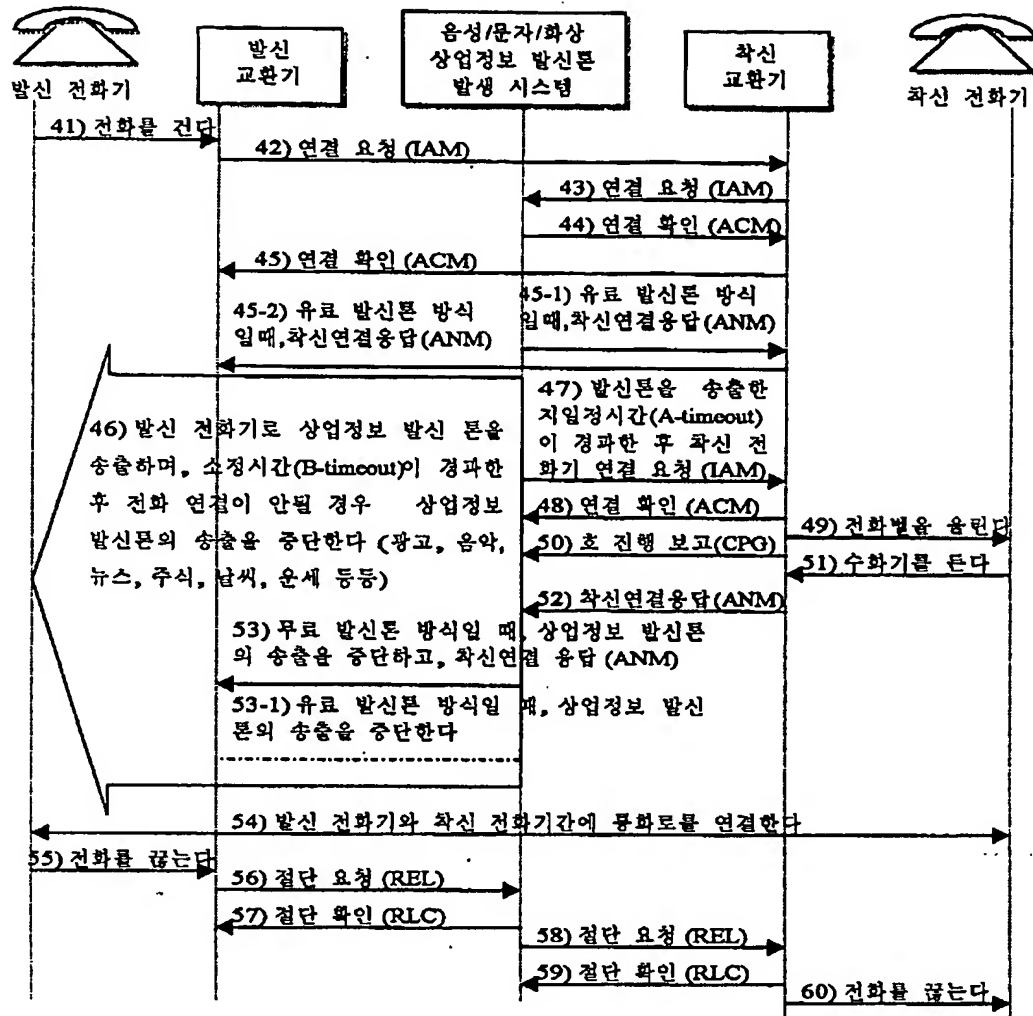 발신 전화기
발신
교환기
음성/문자/화상
상업정보 발신톤
발생 시스템
착신
교환기
착신 전화기
41) 전화를 건다
42) 연결 요청 (IAM)
43) 연결 요청 (IAM)
44) 연결 확인 (ACM)
45) 연결 확인 (ACM)
45-1) 유료 발신톤 방식
일때,착신연결응답(ANM)
45-2) 유료 발신톤 방식
일때,착신연결응답(ANM)
46) 발신 전화기로 상업정보 발신 톤을
송출하며, 소정시간(B-timeout)이 경과한
후 전화 연결이 안될 경우 상업정보
발신톤의 송출을 중단한다 (광고, 음악,
뉴스, 주식, 날씨, 운세 등등)
47) 발신톤을 송출한
지일정시간(A-timeout)
이 경과한 후 착신 전
화기 연결 요청(IAM)
48) 연결 확인 (ACM)
49) 전화벨을 울린다
50) 호 진행 보고(CPG)
51) 수화기를 든다
52) 착신연결응답(ANM)
53) 무료 발신톤 방식일 때, 상업정보 발신톤
의 송출을 중단하고, 착신연결 응답 (ANM)
53-1) 유료 발신톤 방식일 때, 상업정보 발신
톤의 송출을 중단한다
54) 발신 전화기와 착신 전화기간에 통화로를 연결한다
55) 전화를 끊는다
56) 절단 요청 (REL)
57) 절단 확인 (RLC)
58) 절단 요청 (REL)
59) 절단 확인 (RLC)
60) 전화를 끊는다